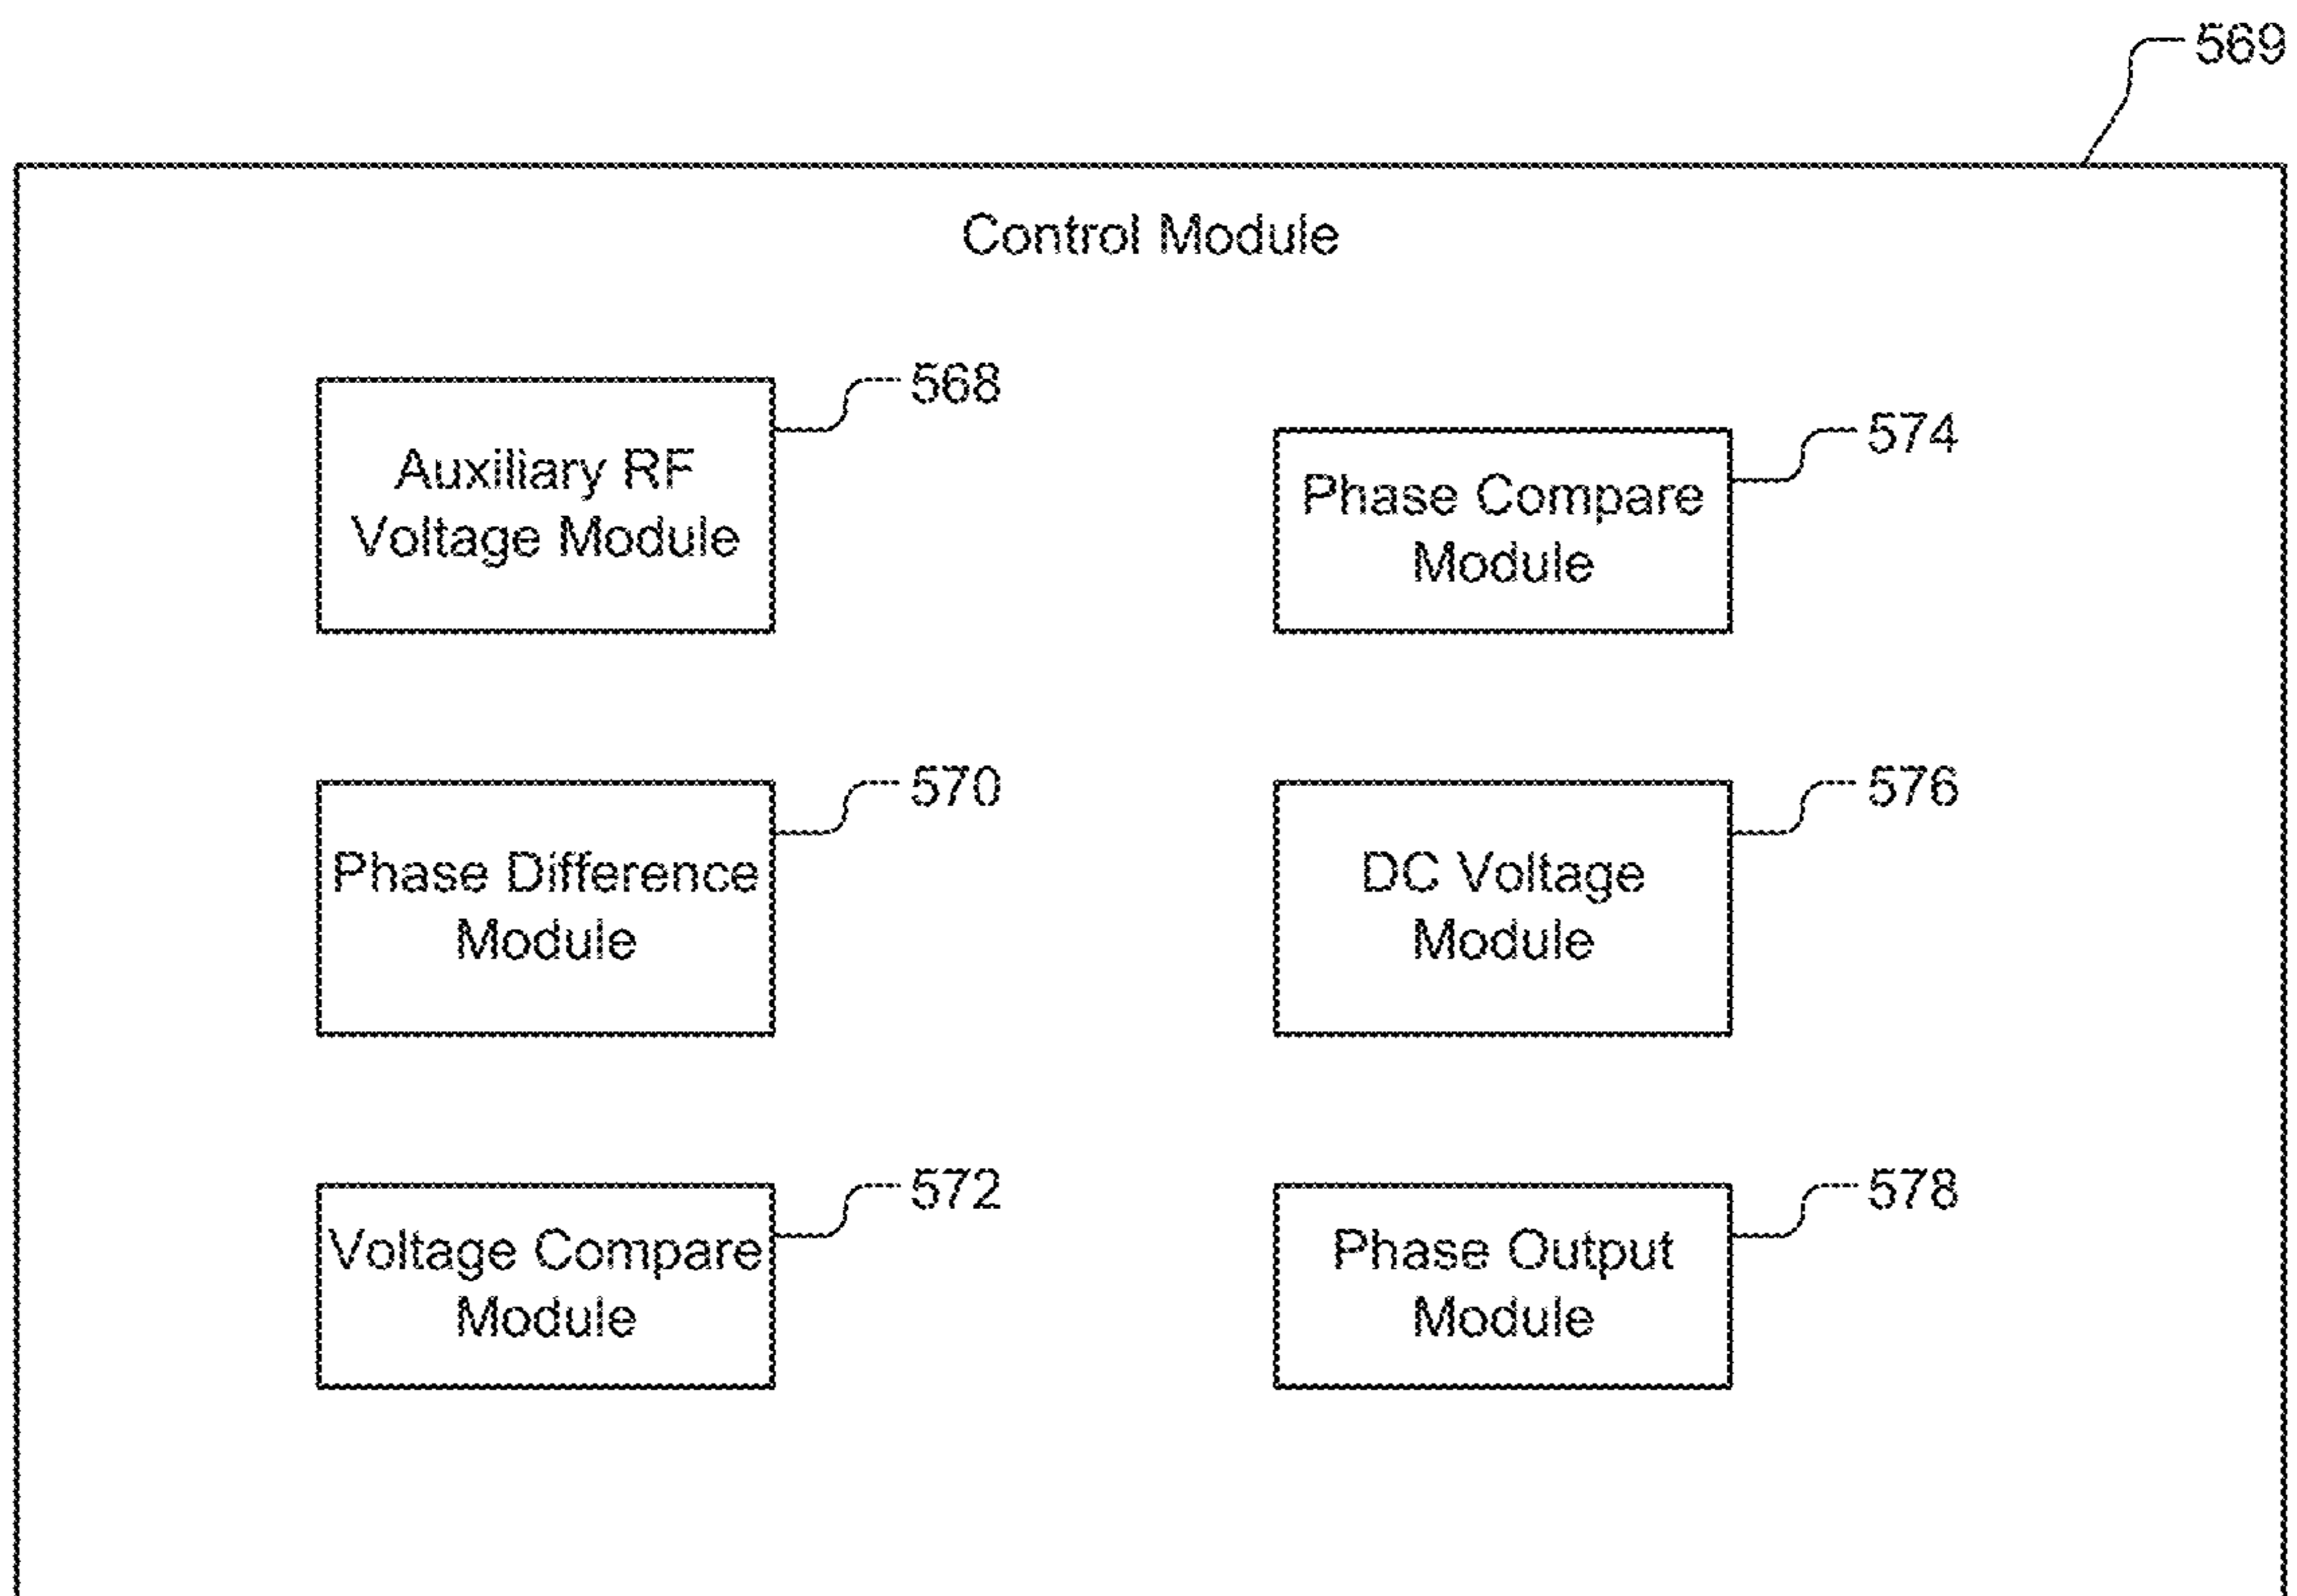 569
Control Module
568
Auxiliary RF
Voltage Module
574
Phase Compare
Module
570
Phase Difference
Module
576
DC Voltage
Module
572
Voltage Compare
Module
578
Phase Output
Module